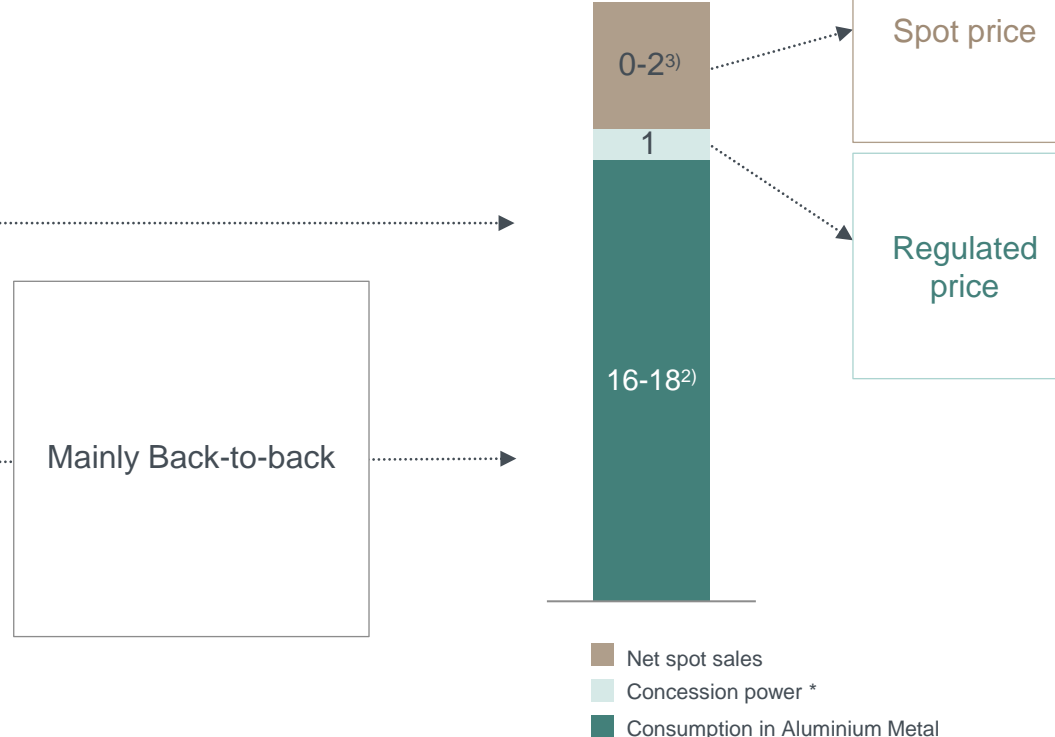 Spot price
0-2³⁾
1
Regulated
price
16-18²⁾
Mainly Back-to-back
Net spot sales
Concession power *
Consumption in Aluminium Metal